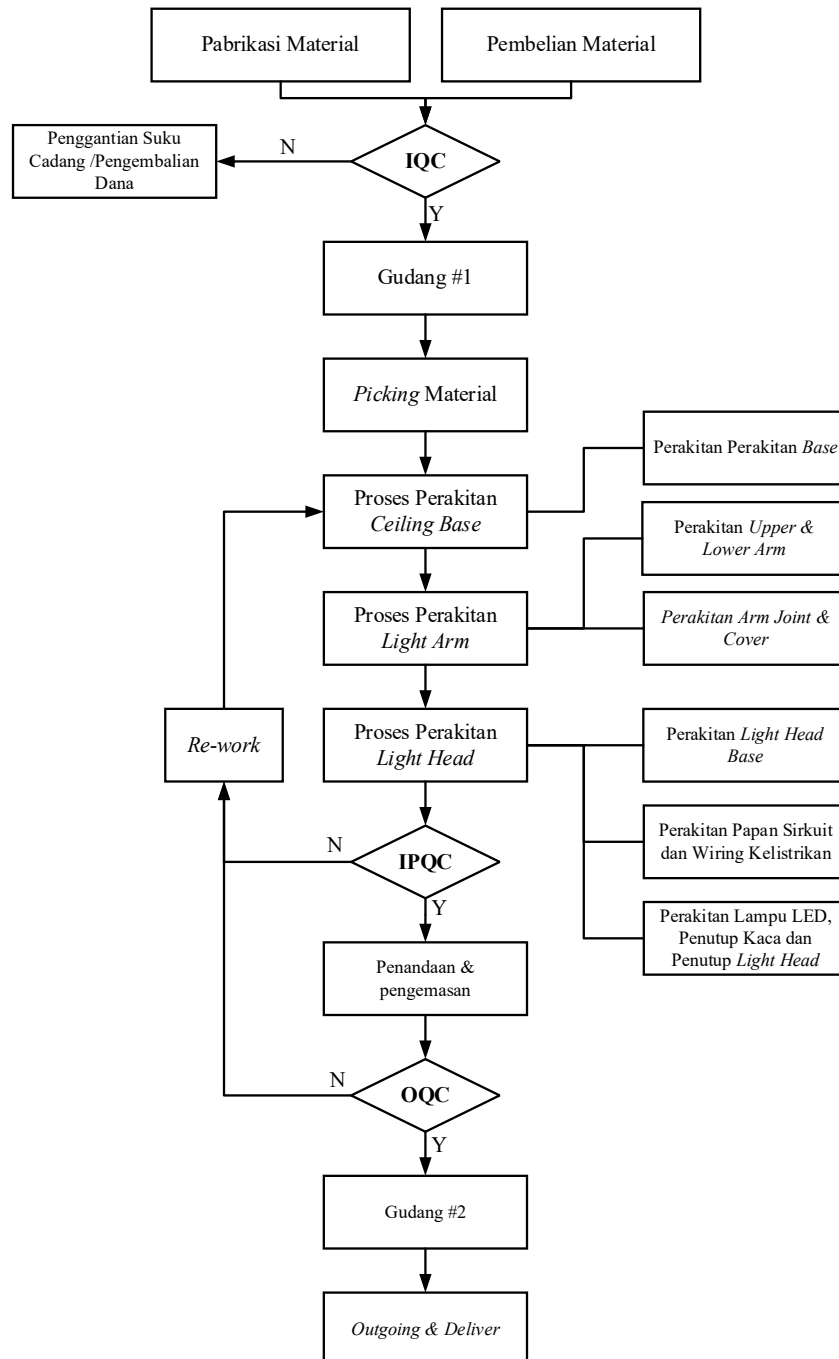 Pabrikasi Material
Pembelian Material
Penggantian Suku
Cadang /Pengembalian
Dana
N
IQC
Y
Gudang #1
Picking Material
Perakitan Perakitan Base
Proses Perakitan
Ceiling Base
Perakitan Upper &
Lower Arm
Proses Perakitan
Light Arm
Perakitan Arm Joint &
Cover
Re-work
Proses Perakitan
Light Head
Perakitan Light Head
Base
N
IPQC
Y
Perakitan Papan Sirkuit
dan Wiring Kelistrikan
Perakitan Lampu LED,
Penutup Kaca dan
Penutup Light Head
Penandaan &
pengemasan
N
OQC
Y
Gudang #2
Outgoing & Deliver